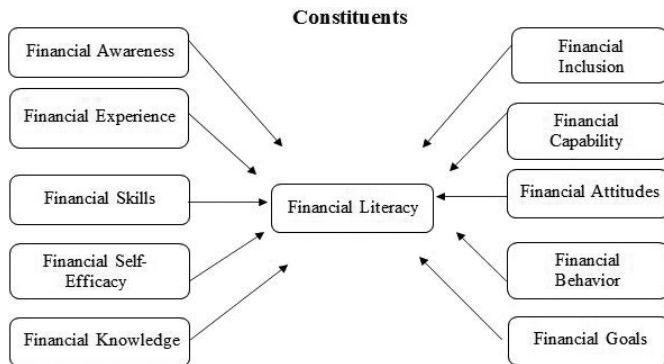 Constituents
Financial Awareness
Financial Experience
Financial Skills
Financial Self-
Efficacy
Financial Knowledge
Financial Literacy
Financial
Inclusion
Financial
Capability
Financial Attitudes
Financial
Behavior
Financial Goals